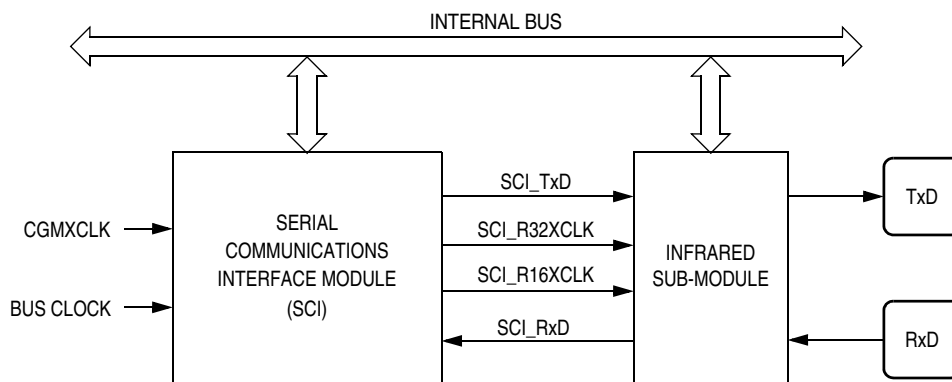 INTERNAL BUS
CGMXCLK
BUS CLOCK
SERIAL
COMMUNICATIONS
INTERFACE MODULE
(SCI)
SCI_TxD
SCI_R32XCLK
SCI_R16XCLK
SCI_RxD
INFRARED
SUB-MODULE
TxD
RxD